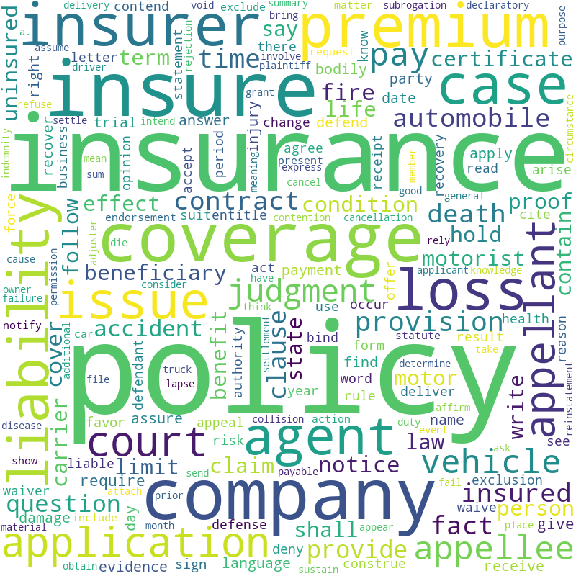 delivery contend void exclude summary subrogation declaratory
assume letter term say there bring matter
insurer premium
uninsured right driver statement rejection time request involve plaintiff pay know certificate purpose
insure case
indemnity refuse settle recover business trial answer grant intend opinion mean sum
accept period meaning injury fire life bodily party date defend automobile circumstance
change agree present express cancel receipt recovery matter good read apply general arise
insurance
force follow effect contract suit entitle condition death proof
endorsement contention cancellation hold cite contain
liability coverage
cause die adjuster beneficiary act payment offer rely motorist applicant knowledge
owner failure permission consider have think judgment loss appellant
issue
notify cover car additional accident benefit use occur provision health reason reinstatement
authority clause state bind form find statute result take
policy
disease carrier file truck lapse defendant assure favor liable year word rule deliver motor determine affirm name event write see
show court appeal risk collision action agent duty law ask
waiver require limit send claim payable notice waive exclusion vehicle insured
material damage question include attach prior company fact fail place person give
day month defense shall appear
application deny provide appellee
obtain evidence sign language sustain construe receive